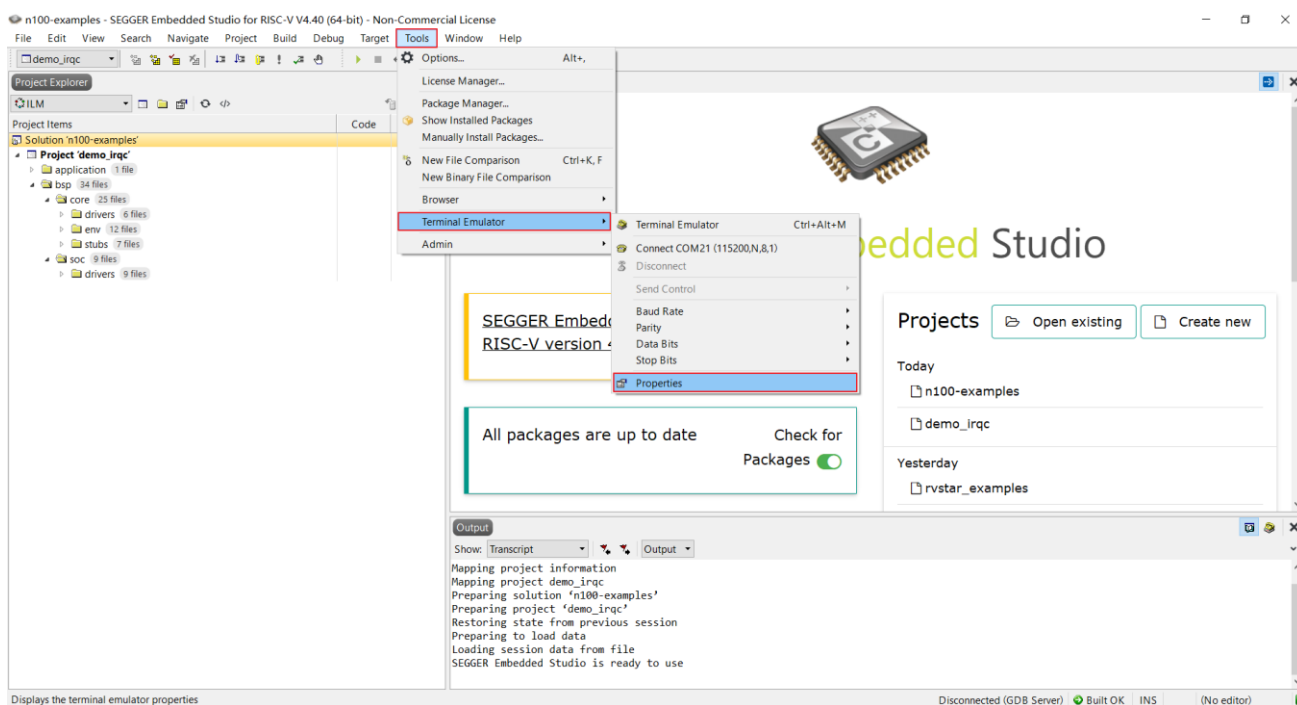 n100-examples - SEGGER Embedded Studio for RISC-V V4.40 (64-bit) - Non-Commercial License
File Edit View Search Navigate Project Build Debug Target Tools Window Help
demo_irqc
Options... Alt+,
License Manager...
Package Manager...
Show Installed Packages
Manually Install Packages...
New File Comparison Ctrl+K, F
New Binary File Comparison
Browser
Terminal Emulator
Admin
Terminal Emulator Ctrl+Alt+M
Connect COM21 (115200,N,8,1)
Disconnect
Send Control
Baud Rate
Parity
Data Bits
Stop Bits
Properties
Project Explorer
ILM
Project Items Code
Solution 'n100-examples'
Project 'demo_irqc'
application 1 file
bsp 34 files
core 25 files
drivers 6 files
env 12 files
stubs 7 files
soc 9 files
drivers 9 files
C
edded Studio
SEGGER Embedd
RISC-V version
All packages are up to date
Check for
Packages
Projects Open existing Create new
Today
n100-examples
demo_irqc
Yesterday
rvstar_examples
Output
Show: Transcript Output
Mapping project information
Mapping project demo_irqc
Preparing solution ‘n100-examples’
Preparing project ‘demo_irqc’
Restoring state from previous session
Preparing to load data
Loading session data from file
SEGGER Embedded Studio is ready to use
Displays the terminal emulator properties
Disconnected (GDB Server) Built OK INS (No editor)